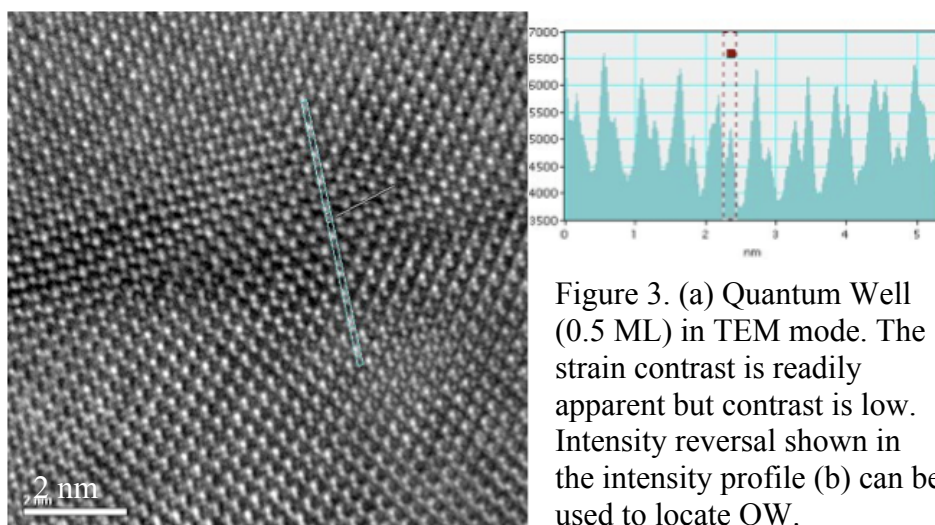 7000
6500
6000
5500
5000
4500
4000
3500
0 1 2 3 4 5
nm
2 nm
2 nm
Figure 3. (a) Quantum Well
(0.5 ML) in TEM mode. The
strain contrast is readily
apparent but contrast is low.
Intensity reversal shown in
the intensity profile (b) can be
used to locate QW.